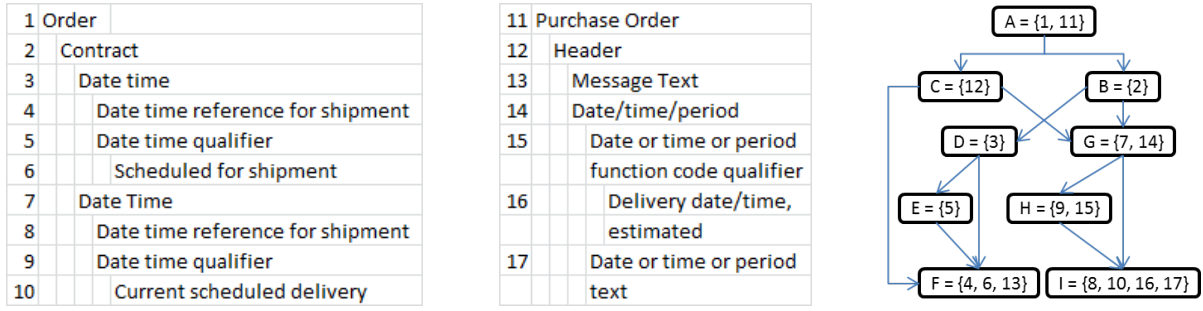 1 Order
2 Contract
3 Date time
4 Date time reference for shipment
5 Date time qualifier
6 Scheduled for shipment
7 Date Time
8 Date time reference for shipment
9 Date time qualifier
10 Current scheduled delivery
11 Purchase Order
12 Header
13 Message Text
14 Date/time/period
15 Date or time or period
function code qualifier
16 Delivery date/time,
estimated
17 Date or time or period
text
A = {1, 11}
C = {12}
B = {2}
D = {3}
G = {7, 14}
E = {5}
H = {9, 15}
F = {4, 6, 13}
I = {8, 10, 16, 17}